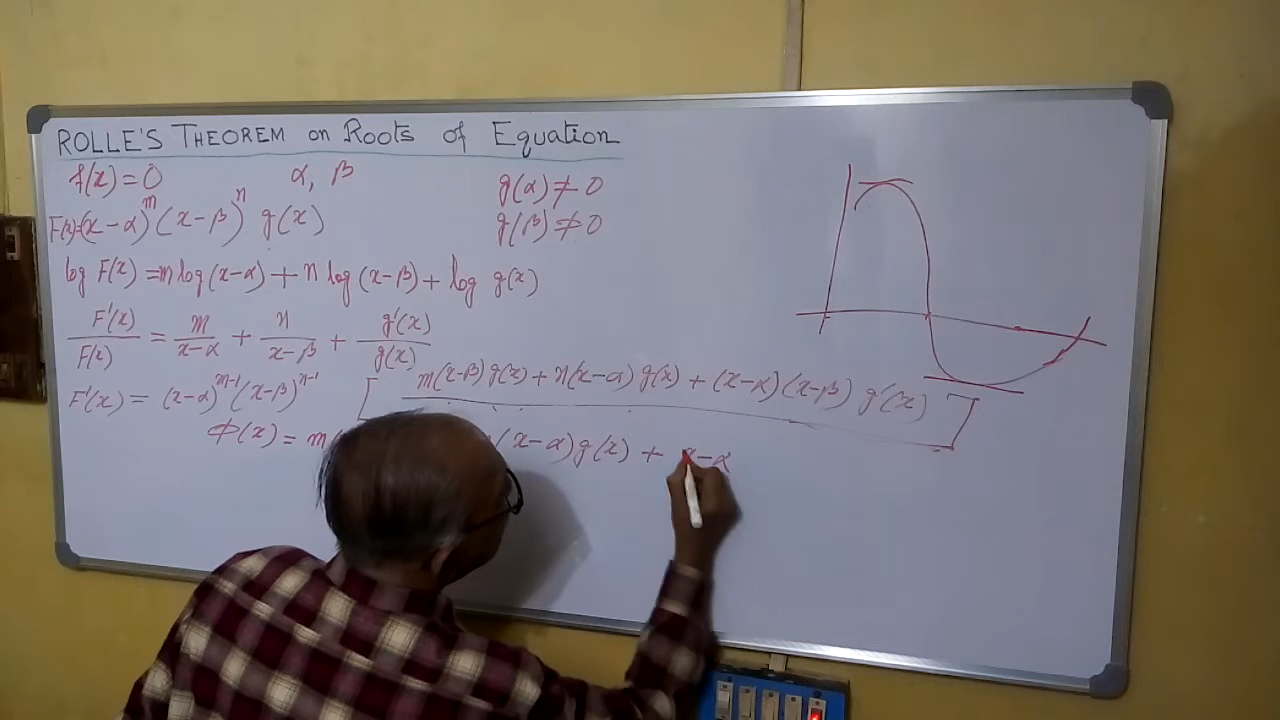 ROLLE'S THEOREM on Roots of Equation
f(x)=0 α, β g(α) ≠ 0
F(x)=(x-α)^m (x-β)^n g(x) g(β) ≠ 0
log F(x) = m log(x-α) + n log(x-β) + log g(x)
F'(x)/F(x) = m/(x-α) + n/(x-β) + g'(x)/g(x)
F'(x) = (x-α)^{m-1} (x-β)^{n-1} [m(x-β)g(x) + n(x-α)g(x) + (x-α)(x-β) g'(x)]
Φ(x) = m( (x-α)g(x) + x-α